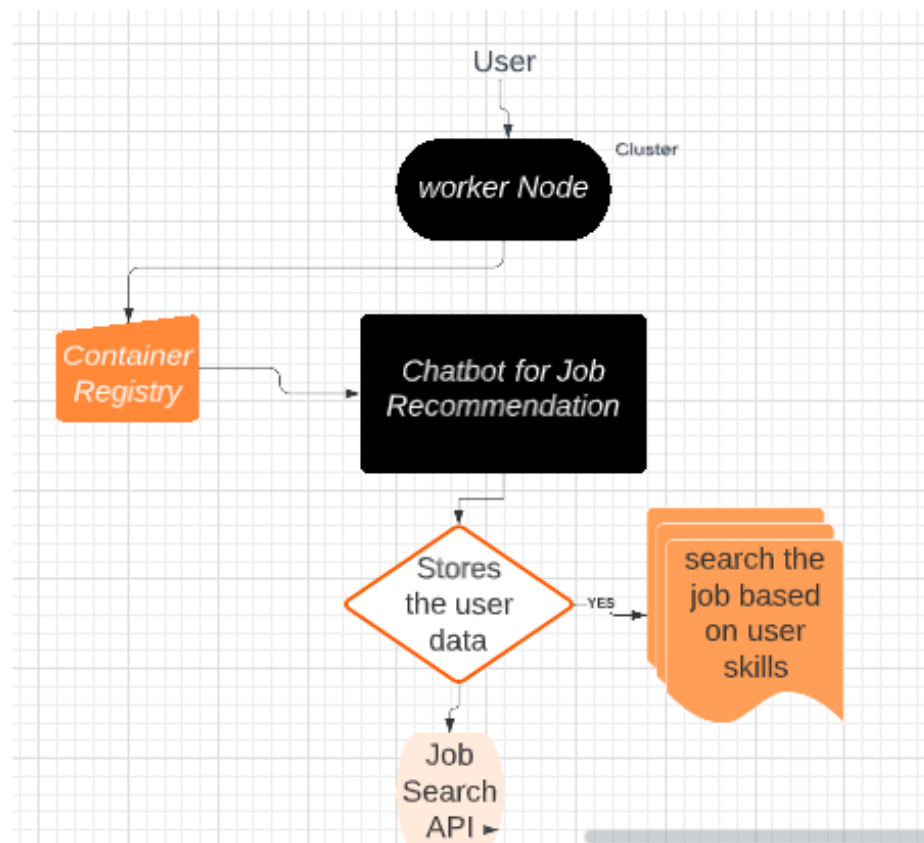 User
Cluster
worker Node
Container
Registry
Chatbot for Job
Recommendation
Stores
the user
data
YES
search the
job based
on user
skills
Job
Search
API